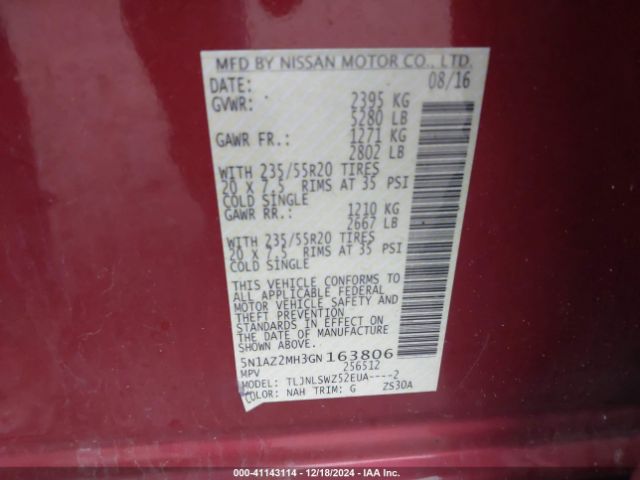 MFD BY NISSAN MOTOR CO., LTD.
DATE: 08/16
GVWR: 2395 KG
5280 LB
GAWR FR.: 1271 KG
2802 LB
WITH 235/55R20 TIRES
20 X 7.5 RIMS AT 35 PSI
COLD SINGLE
GAWR RR.: 1210 KG
2667 LB
WITH 235/55R20 TIRES
20 X 7.5 RIMS AT 35 PSI
COLD SINGLE
THIS VEHICLE CONFORMS TO
ALL APPLICABLE FEDERAL
MOTOR VEHICLE SAFETY AND
THEFT PREVENTION
STANDARDS IN EFFECT ON
THE DATE OF MANUFACTURE
SHOWN ABOVE.
5N1AZ2MH3GN163806
MPV 256512
MODEL: TLJNLSWZ52EUA----2
COLOR: NAH TRIM: G ZS30A
000-41143114 - 12/18/2024 - IAA Inc.